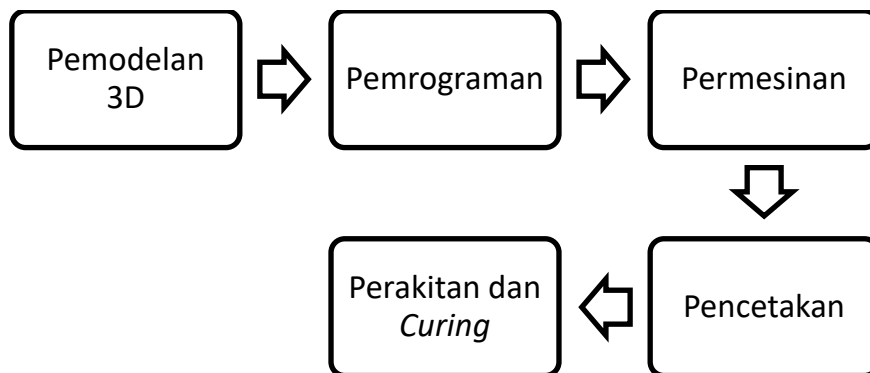 Pemodelan
3D
Pemrograman
Permesinan
Pencetakan
Perakitan dan
Curing